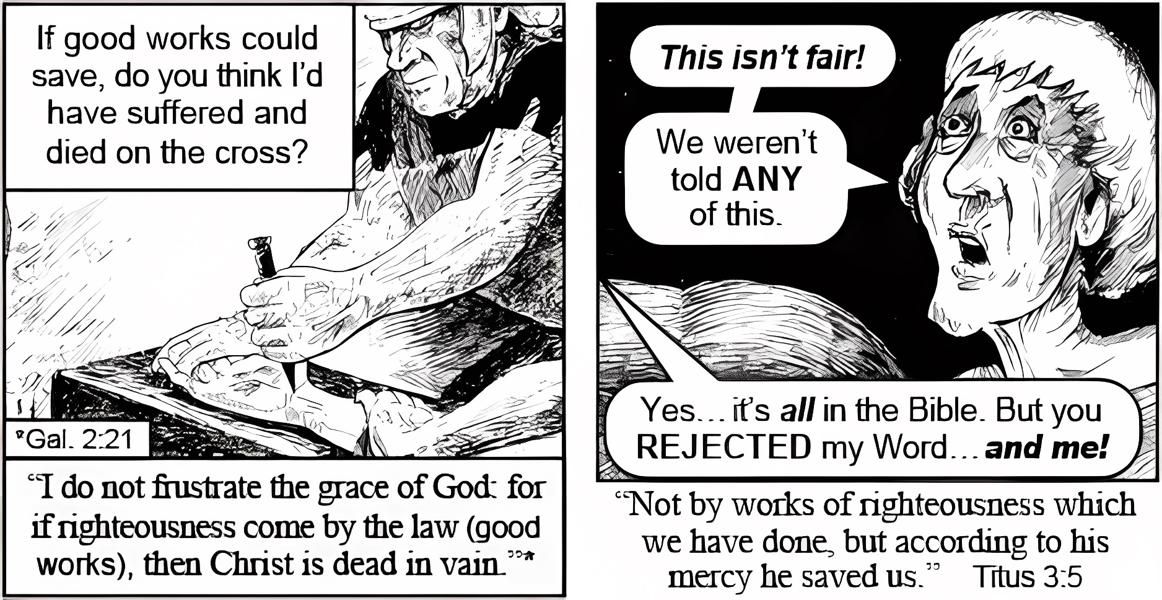 If good works could
save, do you think I'd
have suffered and
died on the cross?
*Gal. 2:21
“I do not frustrate the grace of God: for
if righteousness come by the law (good
works), then Christ is dead in vain.”*
This isn't fair!
We weren't
told ANY
of this.
Yes...it's all in the Bible. But you
REJECTED my Word...and me!
“Not by works of righteousness which
we have done, but according to his
mercy he saved us.” Titus 3:5